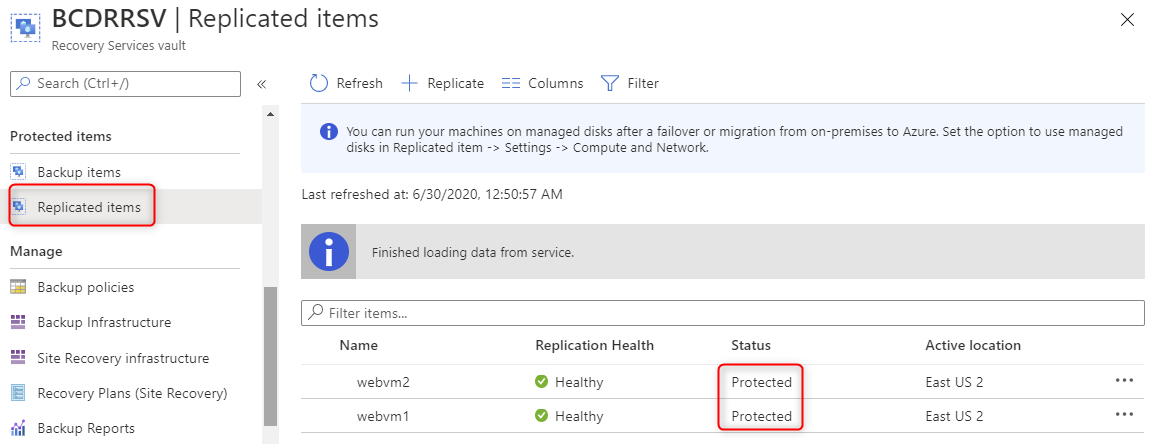 BCDRRSV | Replicated items
Recovery Services vault
Search (Ctrl+/)
«
Protected items
Backup items
Replicated items
Manage
Backup policies
Backup Infrastructure
Site Recovery infrastructure
Recovery Plans (Site Recovery)
Backup Reports
Refresh
Replicate
Columns
Filter
You can run your machines on managed disks after a failover or migration from on-premises to Azure. Set the option to use managed
disks in Replicated item -> Settings -> Compute and Network.
Last refreshed at: 6/30/2020, 12:50:57 AM
Finished loading data from service.
Filter items...
Name Replication Health Status Active location
webvm2 Healthy Protected East US 2
webvm1 Healthy Protected East US 2